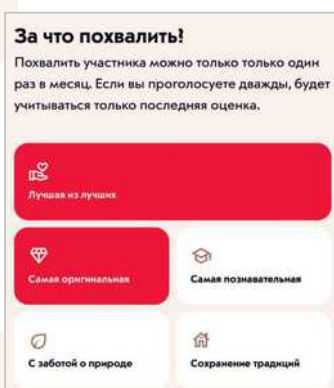 За что похвалить?
Похвалить участника можно только только один
раз в месяц. Если вы проголосуете дважды, будет
учитываться только последняя оценка.
Лучшая из лучших
Самая оригинальная
Самая познавательная
С заботой о природе
Сохранение традиций